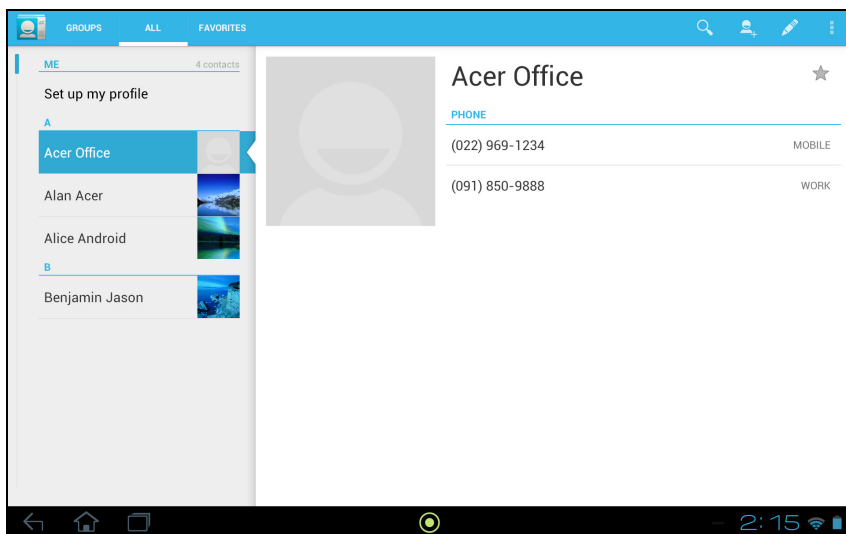 GROUPS ALL FAVORITES
ME 4 contacts
Set up my profile
A
Acer Office
Alan Acer
Alice Android
B
Benjamin Jason
Acer Office
PHONE
(022) 969-1234 MOBILE
(091) 850-9888 WORK
2:15